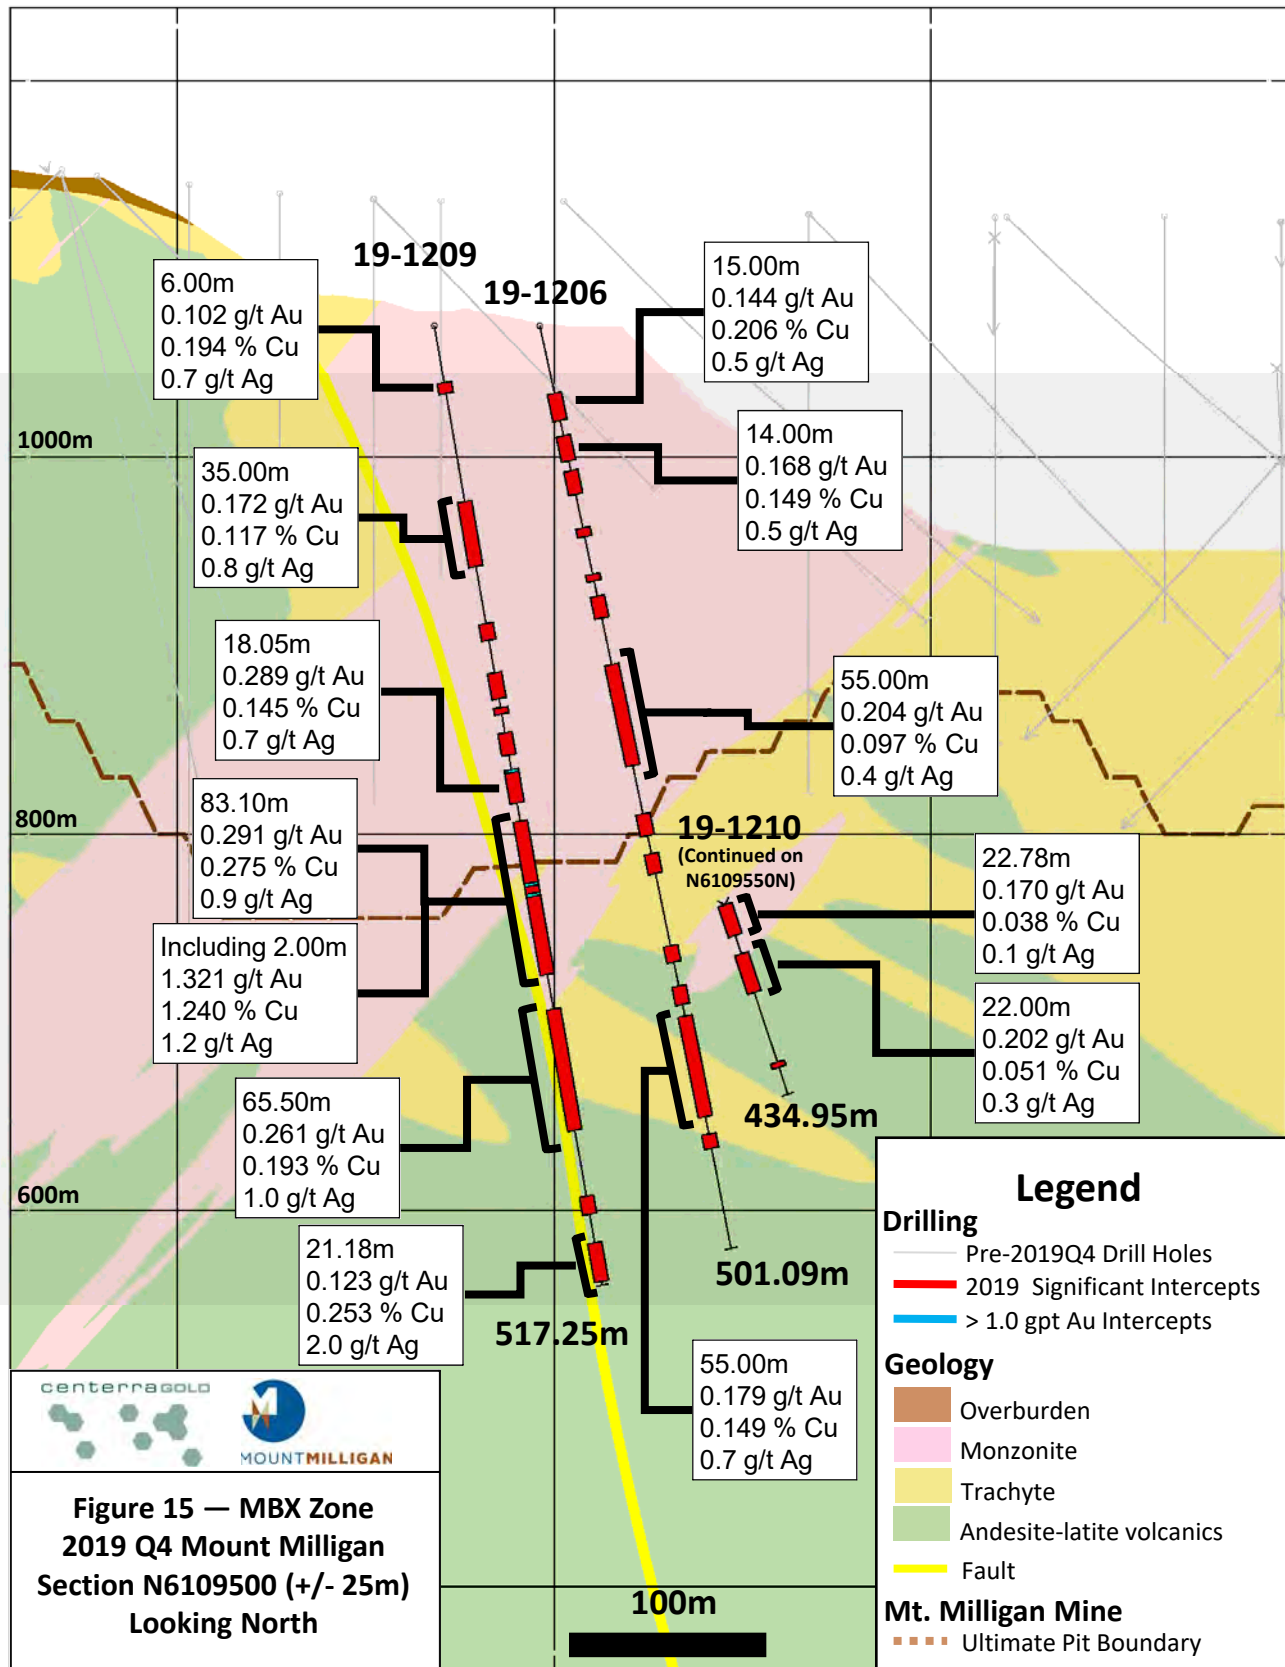 19-1209
19-1206
6.00m
0.102 g/t Au
0.194 % Cu
0.7 g/t Ag
15.00m
0.144 g/t Au
0.206 % Cu
0.5 g/t Ag
1000m
14.00m
0.168 g/t Au
0.149 % Cu
0.5 g/t Ag
35.00m
0.172 g/t Au
0.117 % Cu
0.8 g/t Ag
18.05m
0.289 g/t Au
0.145 % Cu
0.7 g/t Ag
55.00m
0.204 g/t Au
0.097 % Cu
0.4 g/t Ag
800m
83.10m
0.291 g/t Au
0.275 % Cu
0.9 g/t Ag
19-1210
(Continued on
N6109550N)
22.78m
0.170 g/t Au
0.038 % Cu
0.1 g/t Ag
Including 2.00m
1.321 g/t Au
1.240 % Cu
1.2 g/t Ag
22.00m
0.202 g/t Au
0.051 % Cu
0.3 g/t Ag
65.50m
0.261 g/t Au
0.193 % Cu
1.0 g/t Ag
434.95m
600m
21.18m
0.123 g/t Au
0.253 % Cu
2.0 g/t Ag
501.09m
517.25m
55.00m
0.179 g/t Au
0.149 % Cu
0.7 g/t Ag
Legend
Drilling
Pre-2019Q4 Drill Holes
2019 Significant Intercepts
> 1.0 gpt Au Intercepts
Geology
Overburden
Monzonite
Trachyte
Andesite-latite volcanics
Fault
Mt. Milligan Mine
Ultimate Pit Boundary
centerraGOLD
MOUNTMILLIGAN
Figure 15 — MBX Zone
2019 Q4 Mount Milligan
Section N6109500 (+/- 25m)
Looking North
100m